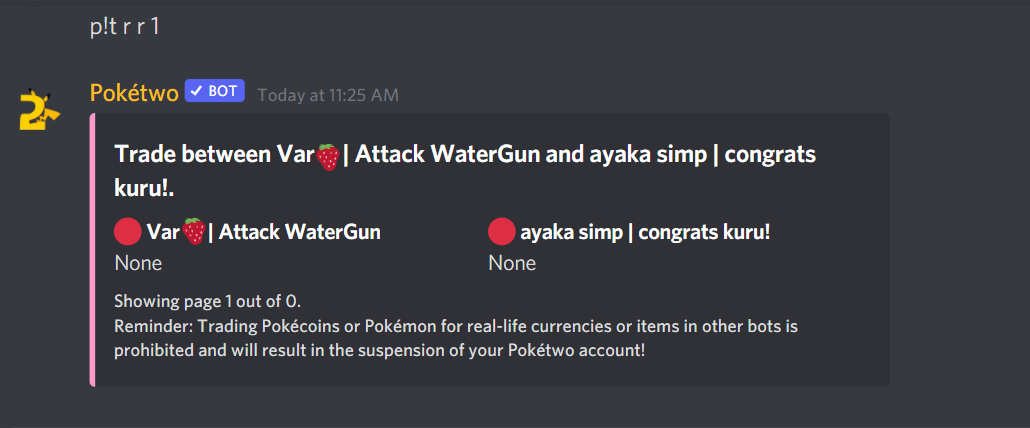 p!t r r 1
Pokétwo ✓ BOT Today at 11:25 AM
Trade between Var🍓| Attack WaterGun and ayaka simp | congrats
kuru!.
🔴 Var🍓| Attack WaterGun 🔴 ayaka simp | congrats kuru!
None None
Showing page 1 out of 0.
Reminder: Trading Pokécoins or Pokémon for real-life currencies or items in other bots is
prohibited and will result in the suspension of your Pokétwo account!